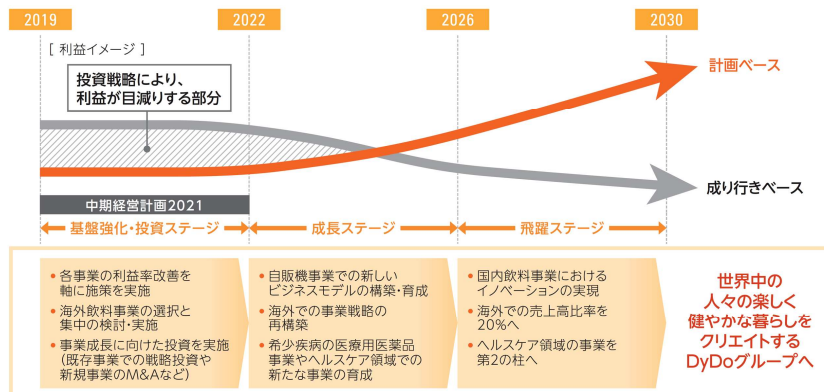 2019
2022
2026
2030
[ 利益イメージ ]
投資戦略により、
利益が目減りする部分
計画ベース
成り行きベース
中期経営計画2021
基盤強化・投資ステージ
成長ステージ
飛躍ステージ
• 各事業の利益率改善を
軸に施策を実施
• 海外飲料事業の選択と
集中の検討・実施
• 事業成長に向けた投資を実施
(既存事業での戦略投資や
新規事業のM&Aなど)
• 自販機事業での新しい
ビジネスモデルの構築・育成
• 海外での事業戦略の
再構築
• 希少疾病の医療用医薬品
事業やヘルスケア領域での
新たな事業の育成
• 国内飲料事業における
イノベーションの実現
• 海外での売上高比率を
20%へ
• ヘルスケア領域の事業を
第2の柱へ
世界中の
人々の楽しく
健やかな暮らしを
クリエイトする
DyDoグループへ